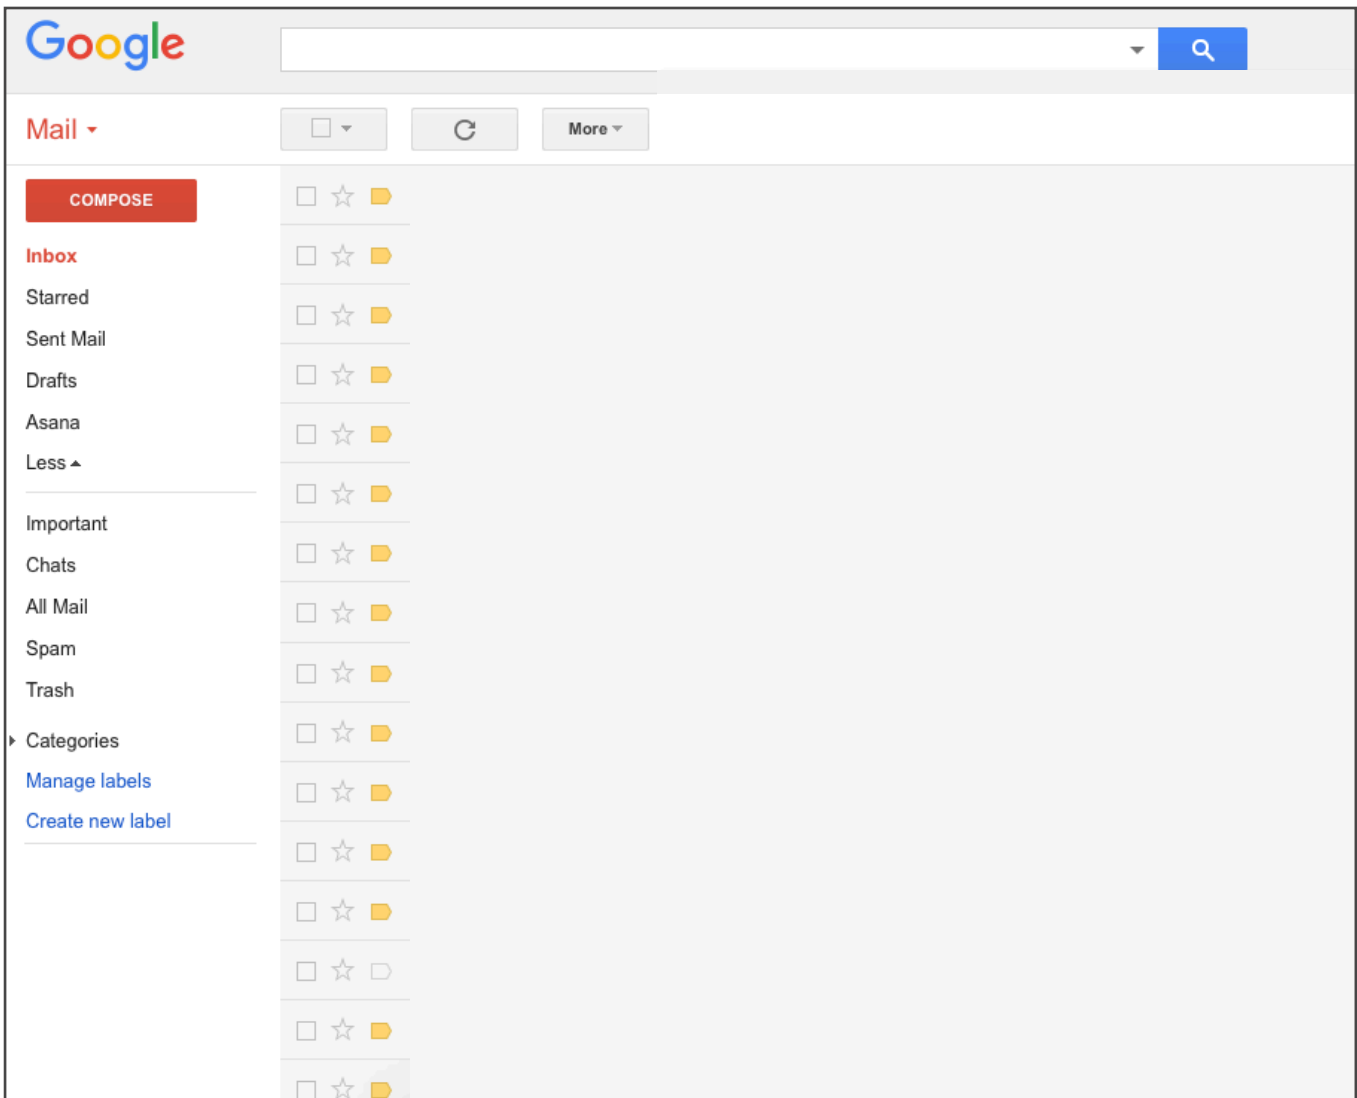 Google
Mail
More
COMPOSE
Inbox
Starred
Sent Mail
Drafts
Asana
Less
Important
Chats
All Mail
Spam
Trash
Categories
Manage labels
Create new label